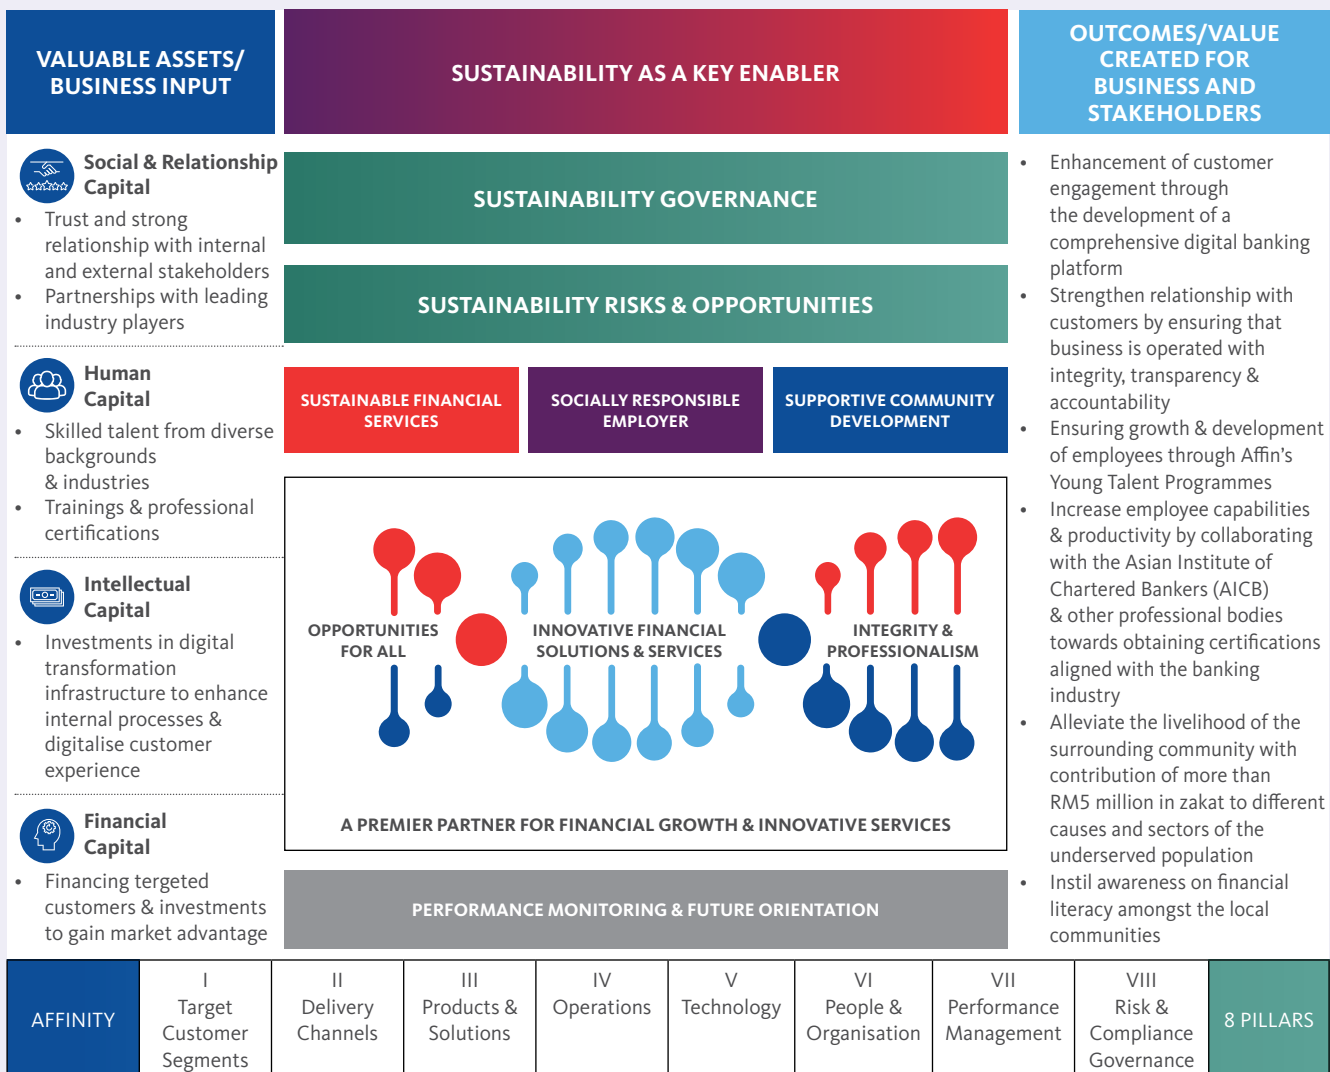 VALUABLE ASSETS/
BUSINESS INPUT
Social & Relationship
Capital
• Trust and strong
relationship with internal
and external stakeholders
• Partnerships with leading
industry players
Human
Capital
• Skilled talent from diverse
backgrounds
& industries
• Trainings & professional
certifications
Intellectual
Capital
• Investments in digital
transformation
infrastructure to enhance
internal processes &
digitalise customer
experience
Financial
Capital
• Financing tergeted
customers & investments
to gain market advantage
SUSTAINABILITY AS A KEY ENABLER
SUSTAINABILITY GOVERNANCE
SUSTAINABILITY RISKS & OPPORTUNITIES
SUSTAINABLE FINANCIAL
SERVICES
SOCIALLY RESPONSIBLE
EMPLOYER
SUPPORTIVE COMMUNITY
DEVELOPMENT
OPPORTUNITIES
FOR ALL
INNOVATIVE FINANCIAL
SOLUTIONS & SERVICES
INTEGRITY &
PROFESSIONALISM
A PREMIER PARTNER FOR FINANCIAL GROWTH & INNOVATIVE SERVICES
PERFORMANCE MONITORING & FUTURE ORIENTATION
OUTCOMES/VALUE
CREATED FOR
BUSINESS AND
STAKEHOLDERS
• Enhancement of customer
engagement through
the development of a
comprehensive digital banking
platform
• Strengthen relationship with
customers by ensuring that
business is operated with
integrity, transparency &
accountability
• Ensuring growth & development
of employees through Affin's
Young Talent Programmes
• Increase employee capabilities
& productivity by collaborating
with the Asian Institute of
Chartered Bankers (AICB)
& other professional bodies
towards obtaining certifications
aligned with the banking
industry
• Alleviate the livelihood of the
surrounding community with
contribution of more than
RM5 million in zakat to different
causes and sectors of the
underserved population
• Instil awareness on financial
literacy amongst the local
communities
AFFINITY
I
Target
Customer
Segments
II
Delivery
Channels
III
Products &
Solutions
IV
Operations
V
Technology
VI
People &
Organisation
VII
Performance
Management
VIII
Risk &
Compliance
Governance
8 PILLARS